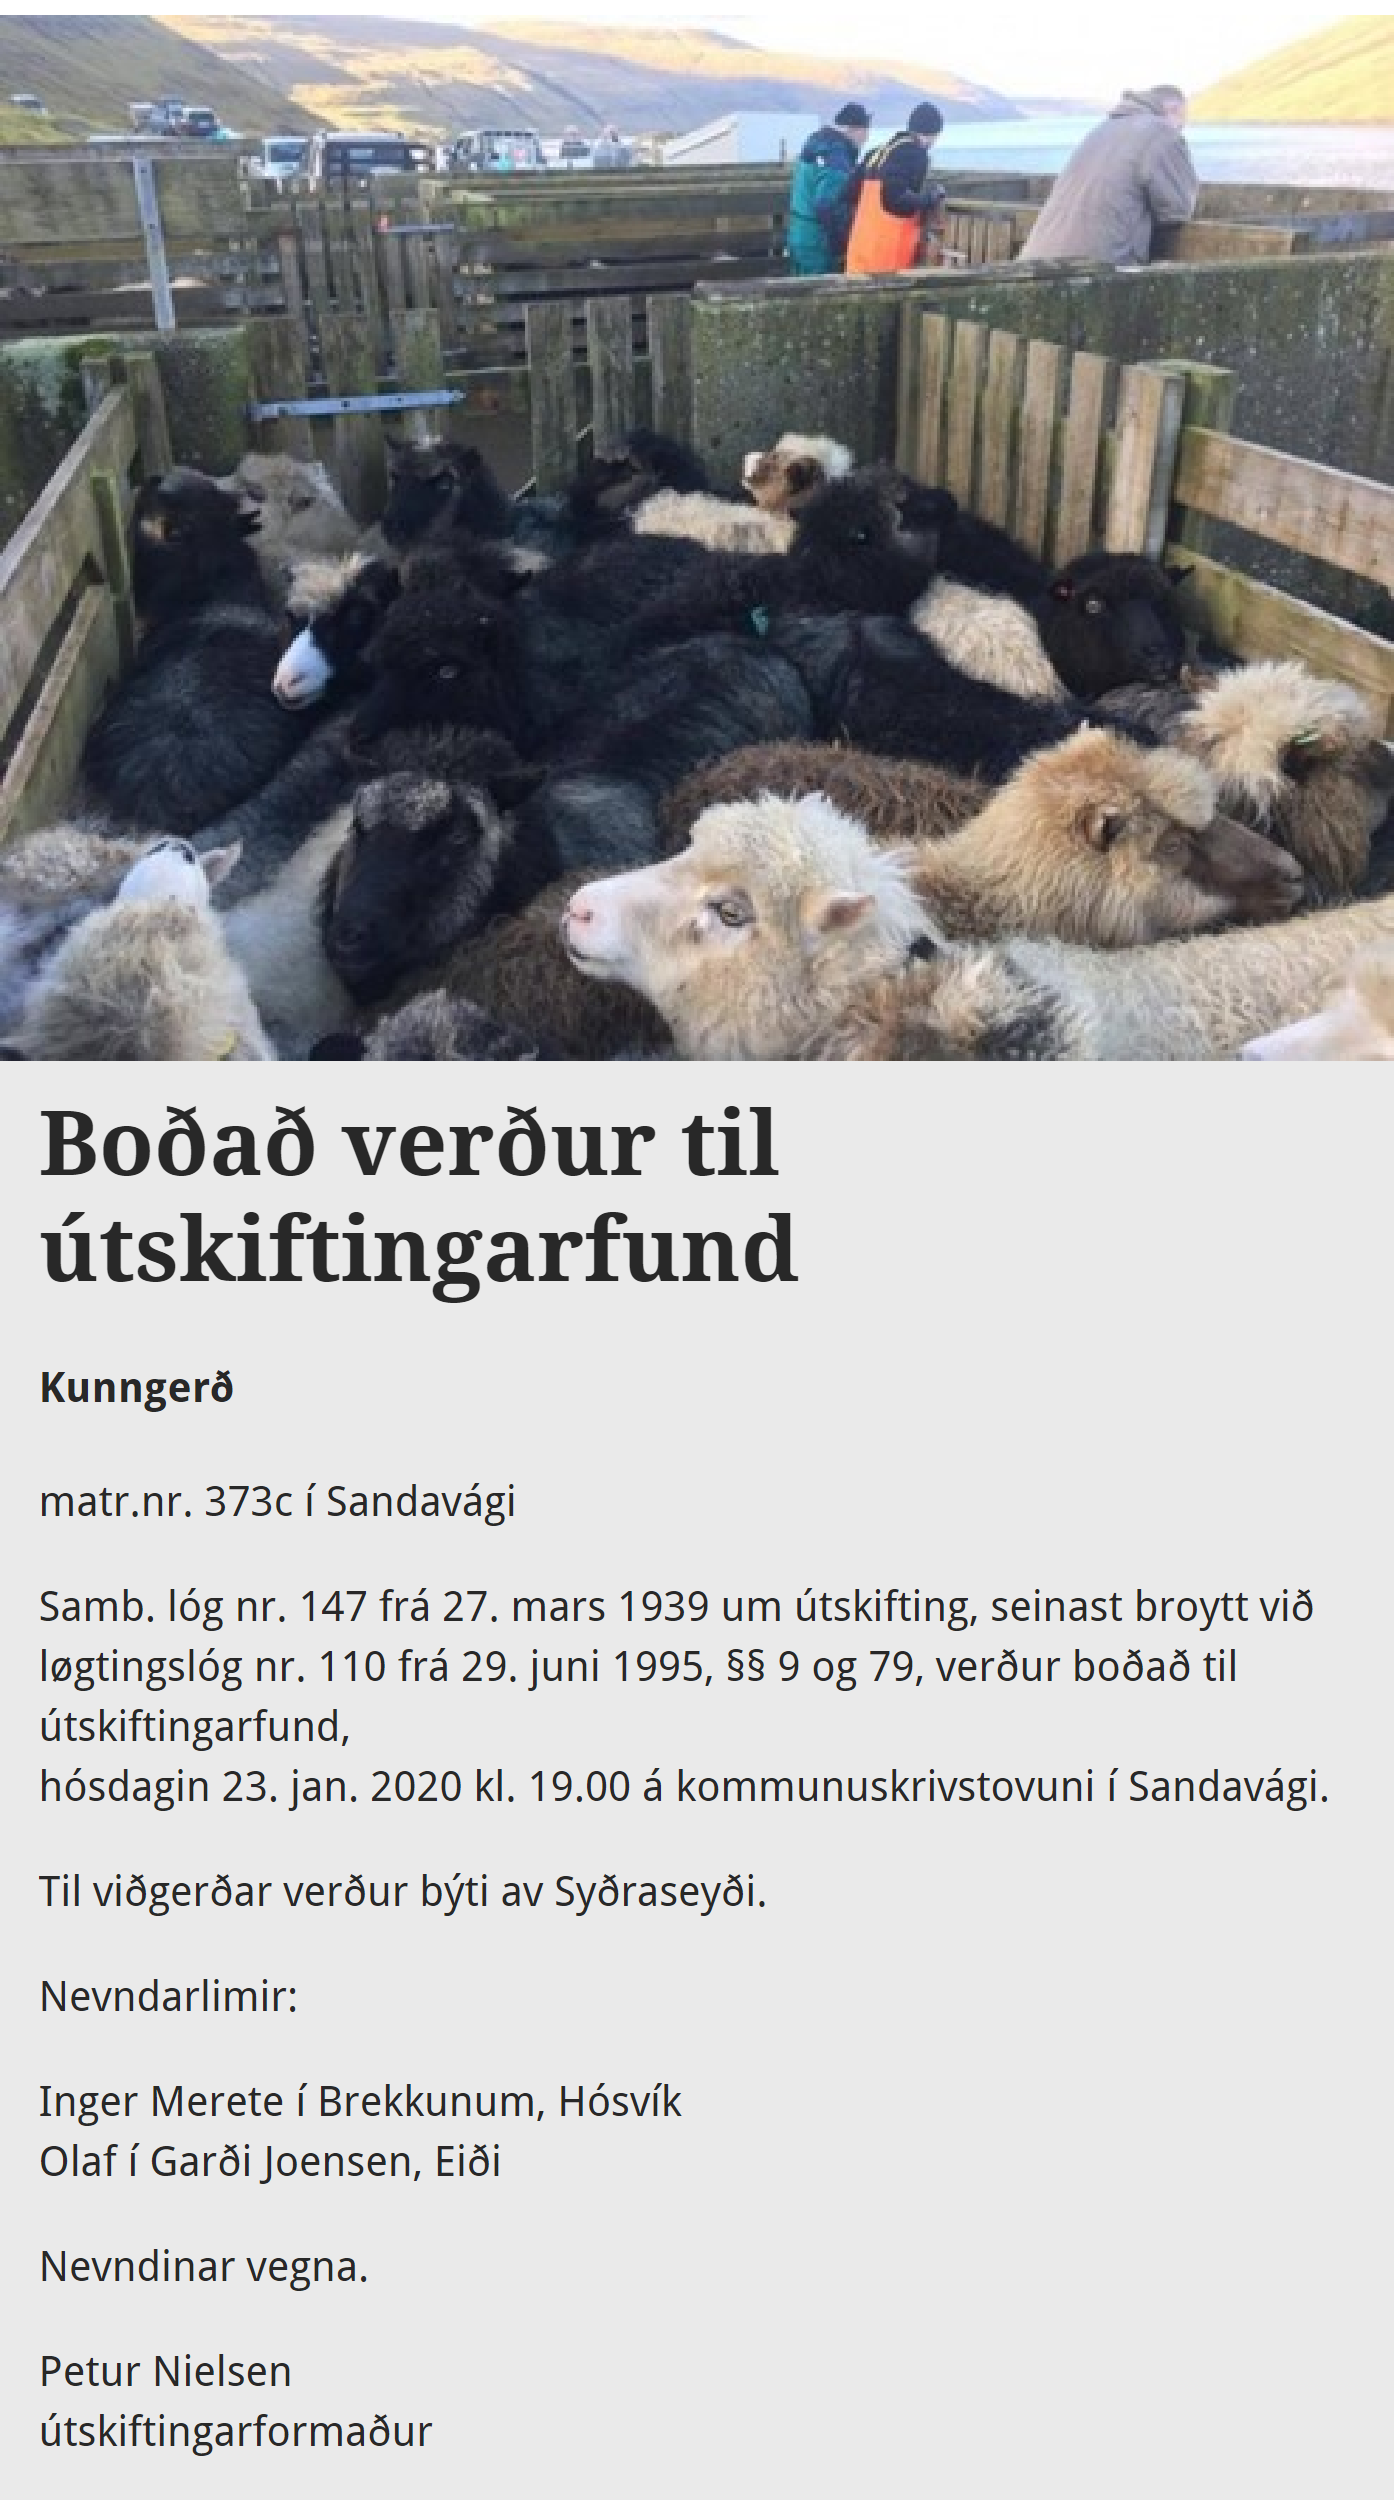 Boðað verður til
útskiftingarfund
Kunngerð
matr.nr. 373c í Sandavági
Samb. lóg nr. 147 frá 27. mars 1939 um útskifting, seinast broytt við
løgtingslóg nr. 110 frá 29. juni 1995, §§ 9 og 79, verður boðað til
útskiftingarfund,
hósdagin 23. jan. 2020 kl. 19.00 á kommunuskrivstovuni í Sandavági.
Til viðgerðar verður býti av Syðraseyði.
Nevndarlimir:
Inger Merete í Brekkunum, Hósvík
Olaf í Garði Joensen, Eiði
Nevndinar vegna.
Petur Nielsen
útskiftingarformaður